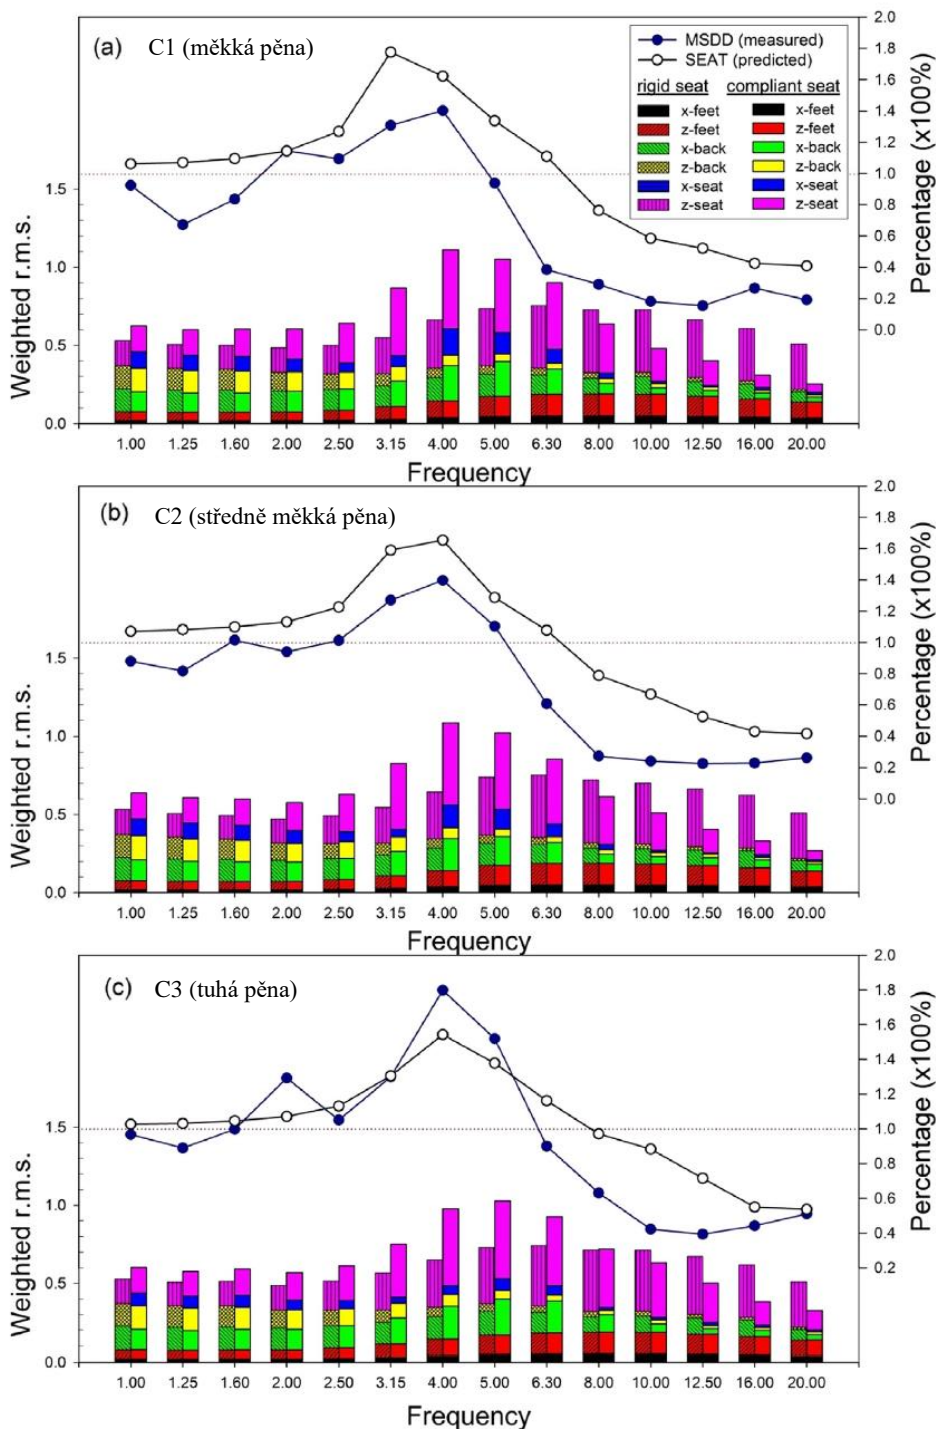 (a) C1 (měkká pěna)
MSDD (measured)
SEAT (predicted)
rigid seat compliant seat
x-feet x-feet
z-feet z-feet
x-back x-back
z-back z-back
x-seat x-seat
z-seat z-seat
Weighted r.m.s.
1.5
1.0
0.5
0.0
Percentage (x100%)
2.0
1.8
1.6
1.4
1.2
1.0
0.8
0.6
0.4
0.2
0.0
1.00 1.25 1.60 2.00 2.50 3.15 4.00 5.00 6.30 8.00 10.00 12.50 16.00 20.00
Frequency
(b) C2 (středně měkká pěna)
Weighted r.m.s.
1.5
1.0
0.5
0.0
Percentage (x100%)
2.0
1.8
1.6
1.4
1.2
1.0
0.8
0.6
0.4
0.2
0.0
1.00 1.25 1.60 2.00 2.50 3.15 4.00 5.00 6.30 8.00 10.00 12.50 16.00 20.00
Frequency
(c) C3 (tuhá pěna)
Weighted r.m.s.
1.5
1.0
0.5
0.0
Percentage (x100%)
2.0
1.8
1.6
1.4
1.2
1.0
0.8
0.6
0.4
0.2
1.00 1.25 1.60 2.00 2.50 3.15 4.00 5.00 6.30 8.00 10.00 12.50 16.00 20.00
Frequency